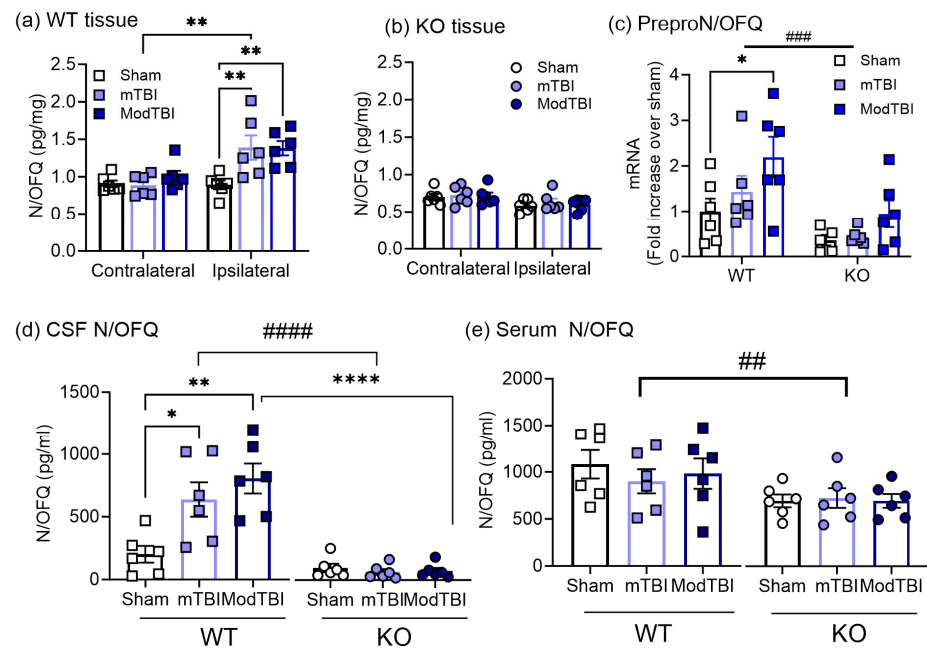 (a) WT tissue
**
**
**
2.5
2.0
1.5
1.0
0.5
0.0
N/OFQ (pg/mg)
Sham
mTBI
ModTBI
Contralateral
Ipsilateral
(b) KO tissue
2.5
2.0
1.5
1.0
0.5
0.0
N/OFQ (pg/mg)
Sham
mTBI
ModTBI
Contralateral Ipsilateral
(c) PreproN/OFQ
###
*
4
3
2
1
0
mRNA
(Fold increase over sham)
Sham
mTBI
ModTBI
WT
KO
(d) CSF N/OFQ
####
**
****
*
1500
1000
500
0
N/OFQ (pg/ml)
Sham mTBI ModTBI
Sham mTBI ModTBI
WT
KO
(e) Serum N/OFQ
##
2000
1500
1000
500
0
N/OFQ (pg/ml)
Sham mTBI ModTBI
Sham mTBI ModTBI
WT
KO